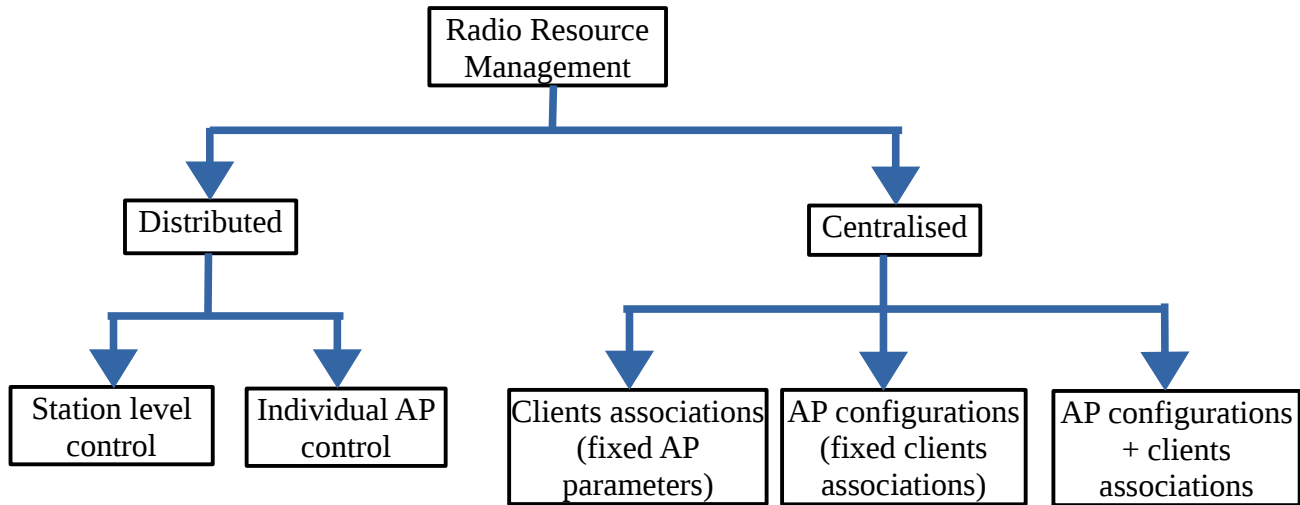 Radio Resource
Management
Distributed
Centralised
Station level
control
Individual AP
control
Clients associations
(fixed AP
parameters)
AP configurations
(fixed clients
associations)
AP configurations
+ clients
associations